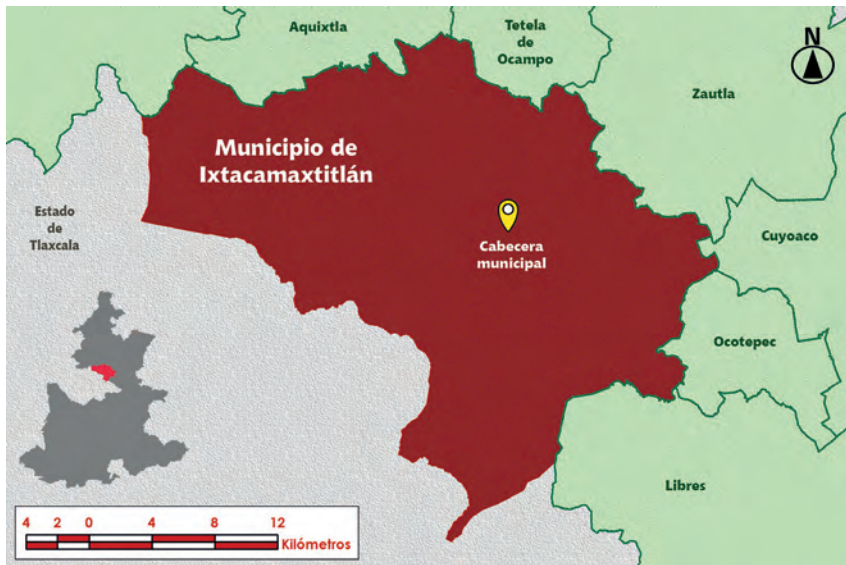 Aquixtla
Tetela
de
Ocampo
N
Zautla
Municipio de
Ixtacamaxtitlán
Estado
de
Tlaxcala
Cabecera
municipal
Cuyoaco
Ocotepec
Libres
4 2 0 4 8 12
Kilómetros